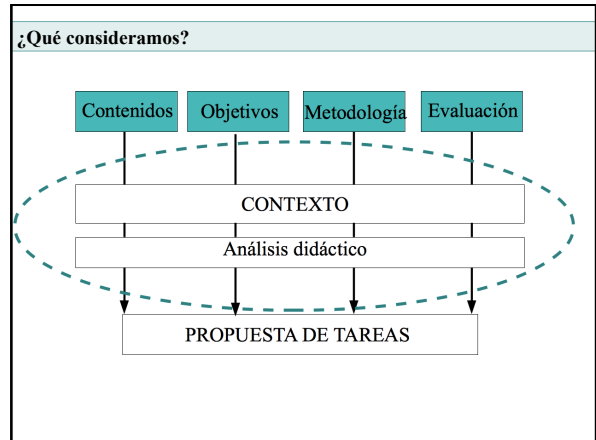 ¿Qué consideramos?
Contenidos
Objetivos
Metodología
Evaluación
CONTEXTO
Análisis didáctico
PROPUESTA DE TAREAS